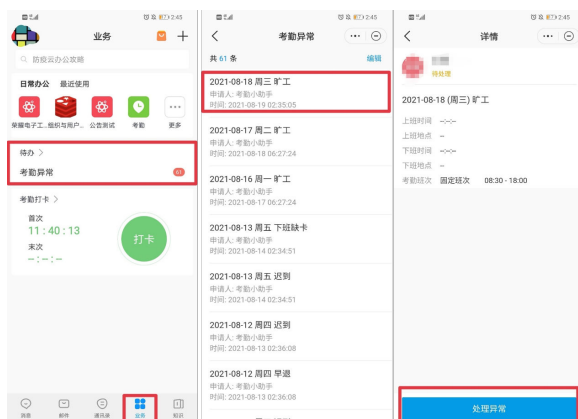 2:45
业务
防疫云办公攻略
日常办公 最近使用
荣耀电子工..
组织与用户..
公告测试
考勤
更多
待办 >
考勤异常
61
考勤打卡 >
首次
11:40:13
末次
--:--:--
打卡
消息
邮件
通讯录
业务
知识
2:45
考勤异常
共 61 条
编辑
2021-08-18 周三 旷工
申请人: 考勤小助手
时间: 2021-08-19 02:35:05
2021-08-17 周二 旷工
申请人: 考勤小助手
时间: 2021-08-18 06:27:24
2021-08-16 周一 旷工
申请人: 考勤小助手
时间: 2021-08-17 06:27:24
2021-08-13 周五 下班缺卡
申请人: 考勤小助手
时间: 2021-08-14 02:34:51
2021-08-13 周五 迟到
申请人: 考勤小助手
时间: 2021-08-14 02:34:51
2021-08-12 周四 迟到
申请人: 考勤小助手
时间: 2021-08-13 02:36:08
2021-08-12 周四 早退
申请人: 考勤小助手
时间: 2021-08-13 02:36:08
2:45
详情
待处理
2021-08-18 (周三) 旷工
上班时间 --:--
上班地点 --
下班时间 --:--
下班地点 --
考勤班次 固定班次 08:30 - 18:00
处理异常